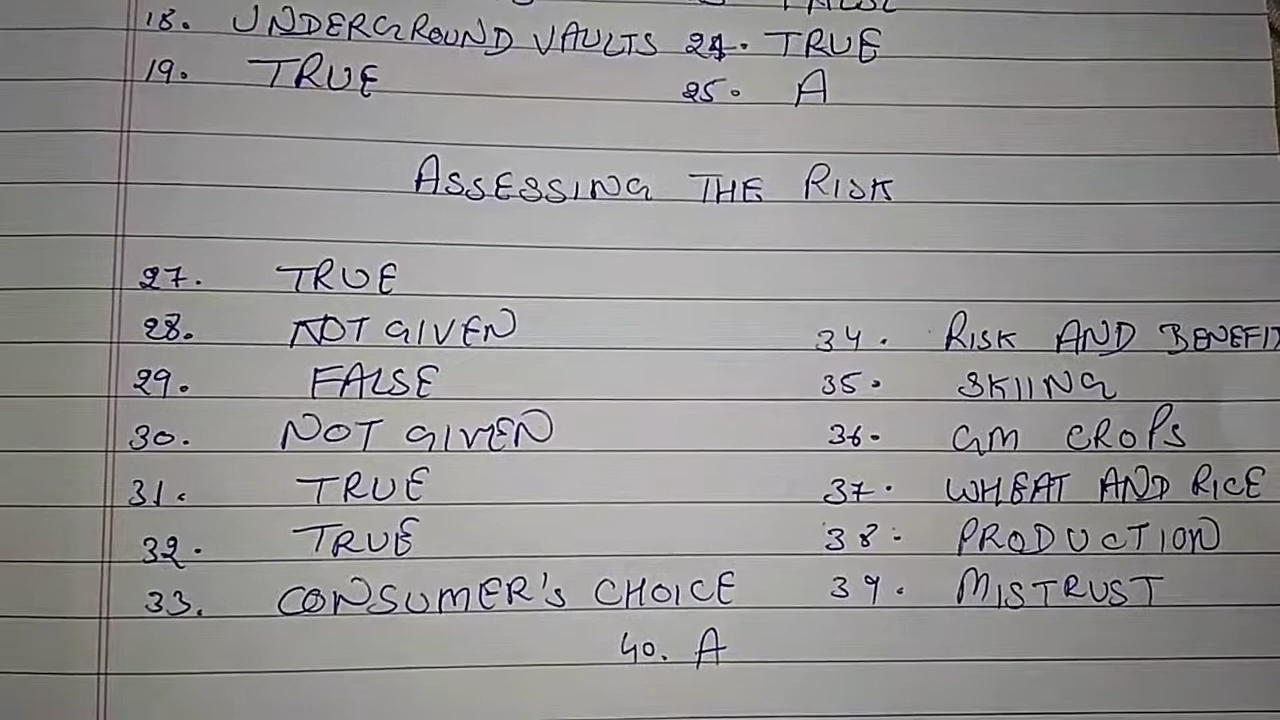 FALSE
18. UNDERGROUND VAULTS 24. TRUE
19. TRUE 25. A
ASSESSING THE RISK
27. TRUE
28. NOT GIVEN 34. RISK AND BENEFIT
29. FALSE 35. SKIING
30. NOT GIVEN 36. GM CROPS
31. TRUE 37. WHEAT AND RICE
32. TRUE 38. PRODUCTION
33. CONSUMER'S CHOICE 39. MISTRUST
40. A